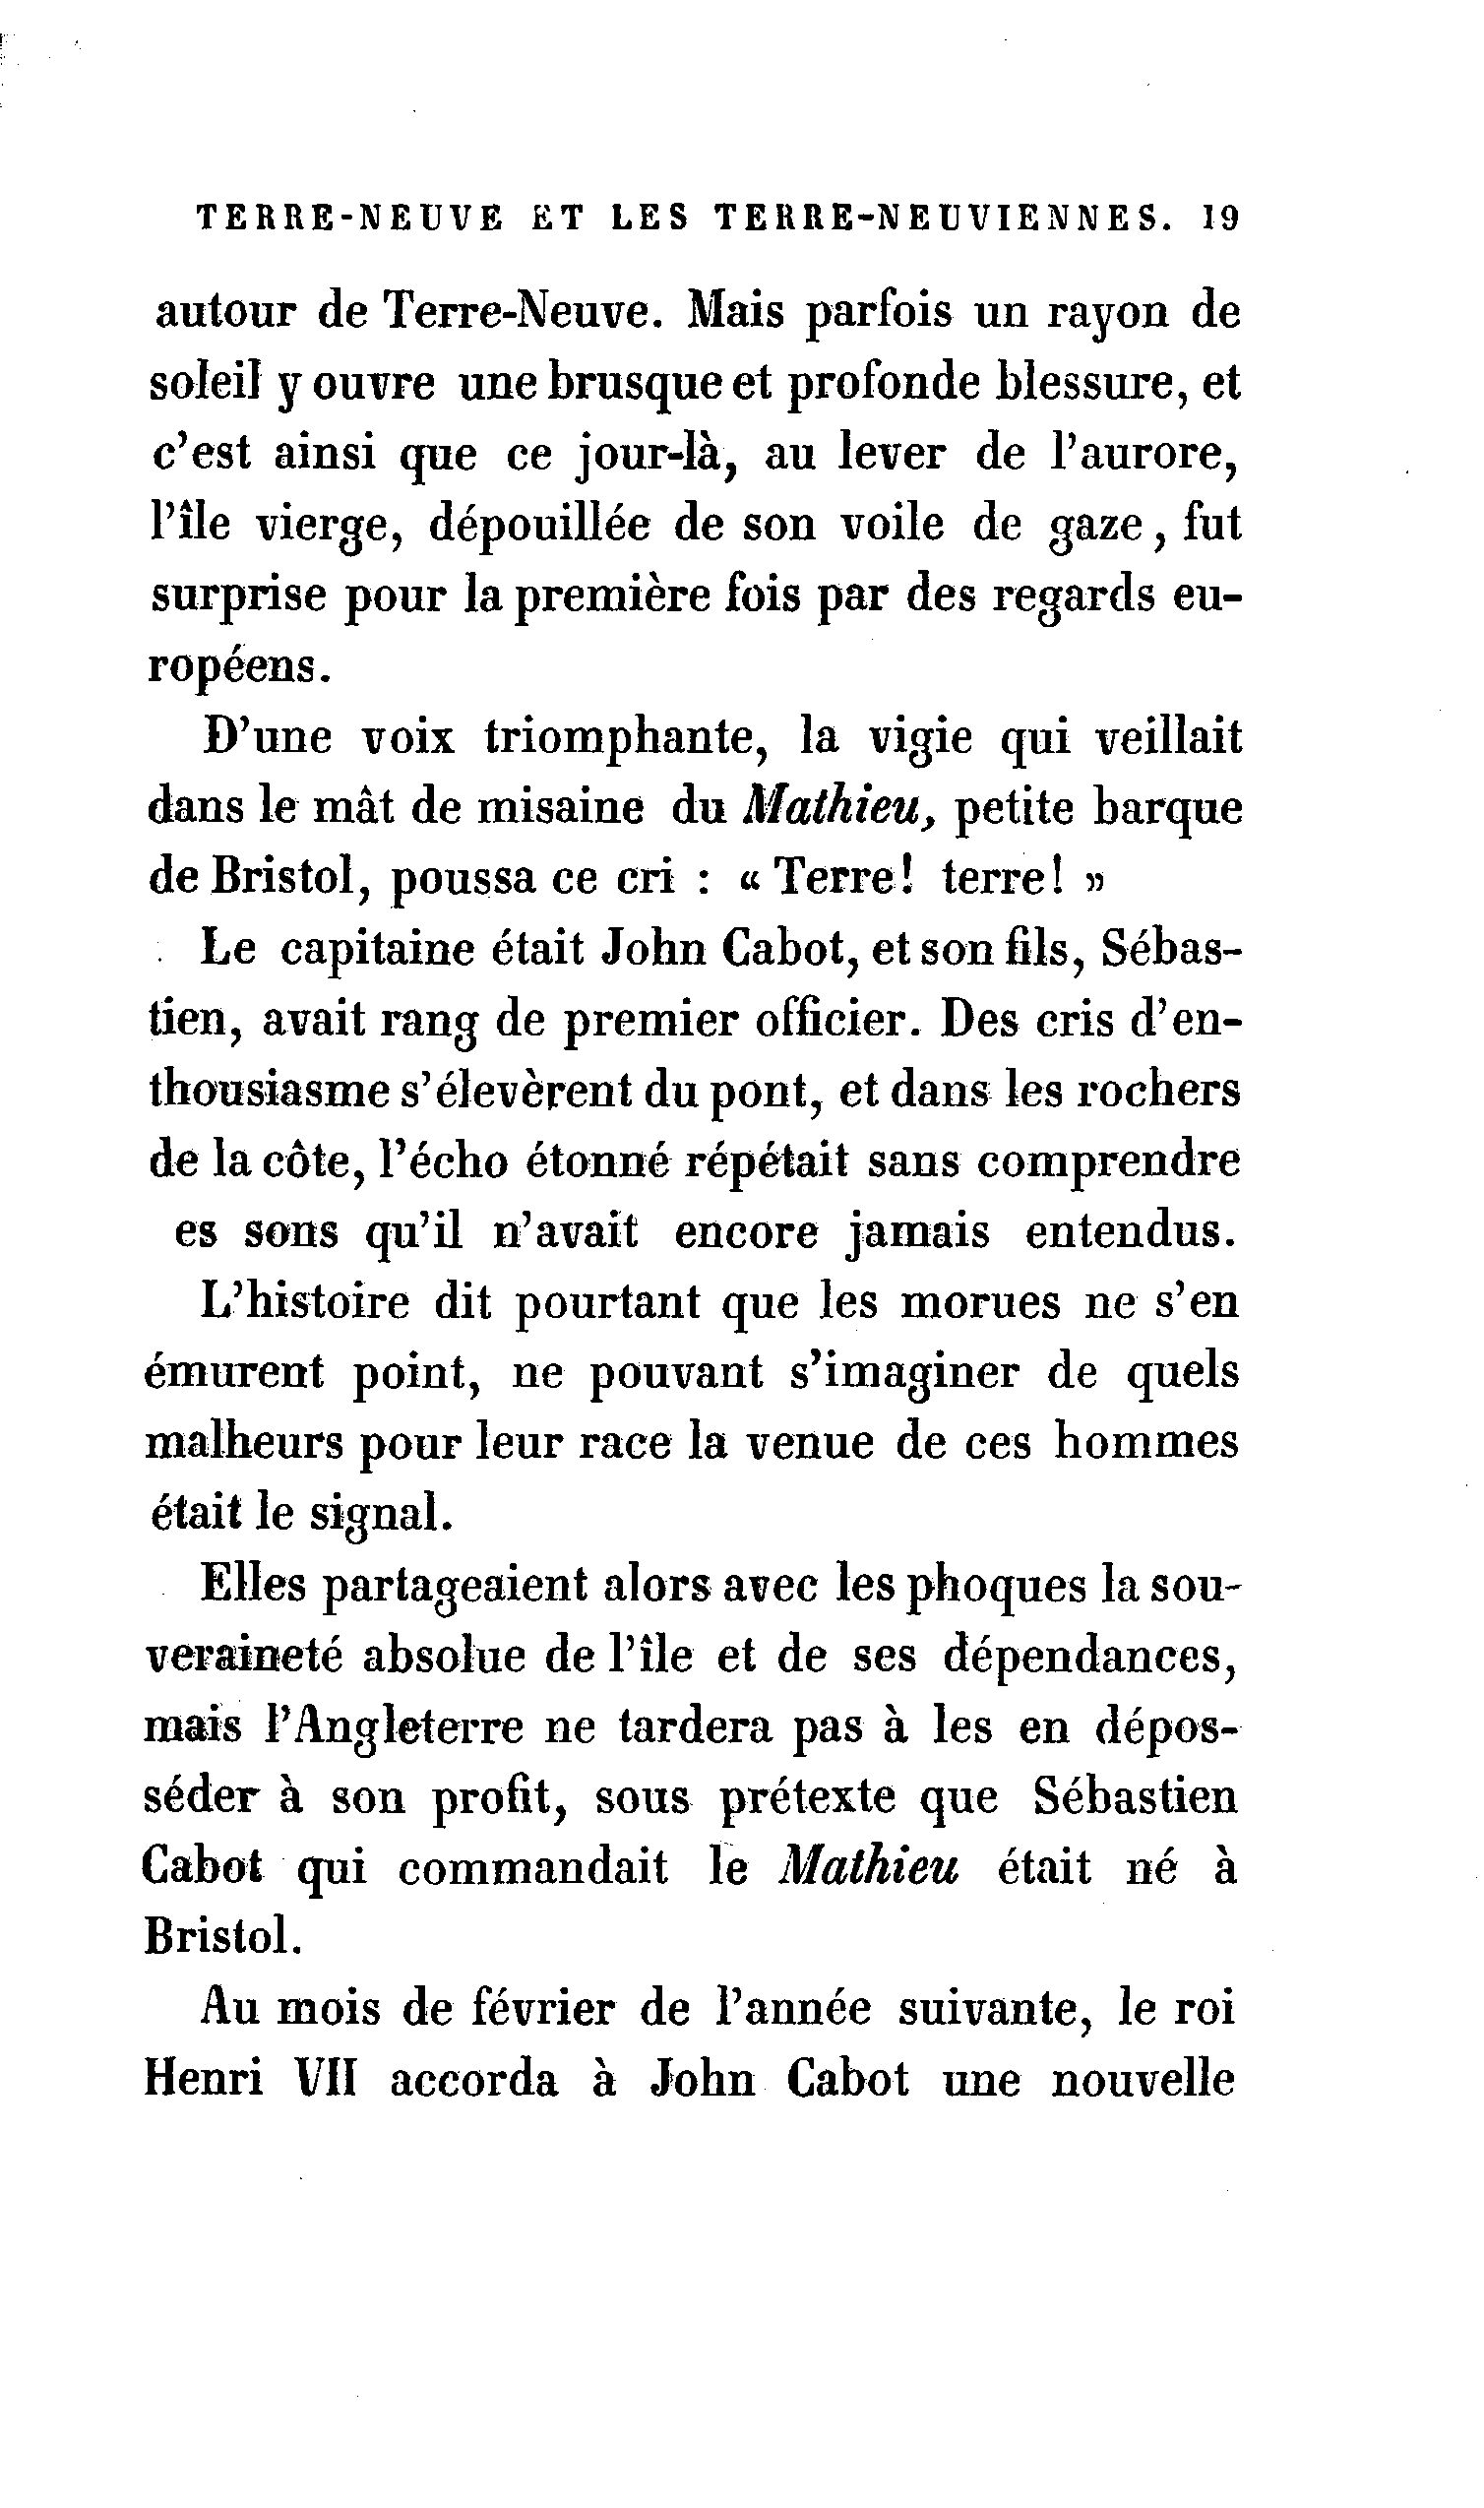 TERRE-NEUVE ET LES TERRE-NEUVIENNES. 19
autour de Terre-Neuve. Mais parfois un rayon de
soleil y ouvre une brusque et profonde blessure, et
c'est ainsi que ce jour-là, au lever de l'aurore,
l'île vierge, dépouillée de son voile de gaze, fut
surprise pour la première fois par des regards eu-
ropéens.
D'une voix triomphante, la vigie qui veillait
dans le mât de misaine du Mathieu, petite barque
de Bristol, poussa ce cri : « Terre! terre! »
Le capitaine était John Cabot, et son fils, Sébas-
tien, avait rang de premier officier. Des cris d'en-
thousiasme s'élevèrent du pont, et dans les rochers
de la côte, l'écho étonné répétait sans comprendre
es sons qu'il n'avait encore jamais entendus.
L'histoire dit pourtant que les morues ne s'en
émurent point, ne pouvant s'imaginer de quels
malheurs pour leur race la venue de ces hommes
était le signal.
Elles partageaient alors avec les phoques la sou-
veraineté absolue de l'île et de ses dépendances,
mais l'Angleterre ne tardera pas à les en dépos-
séder à son profit, sous prétexte que Sébastien
Cabot qui commandait le Mathieu était né à
Bristol.
Au mois de février de l'année suivante, le roi
Henri VII accorda à John Cabot une nouvelle